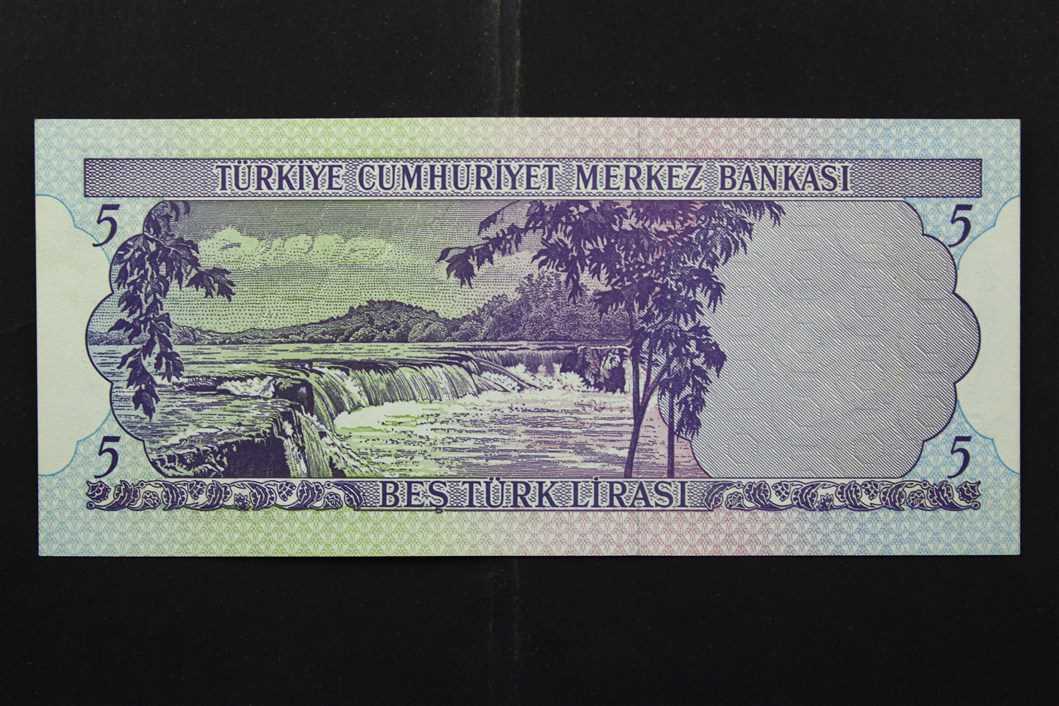 TÜRKİYE CUMHURİYET MERKEZ BANKASI
5 5
5 5
BEŞ TÜRK LİRASI